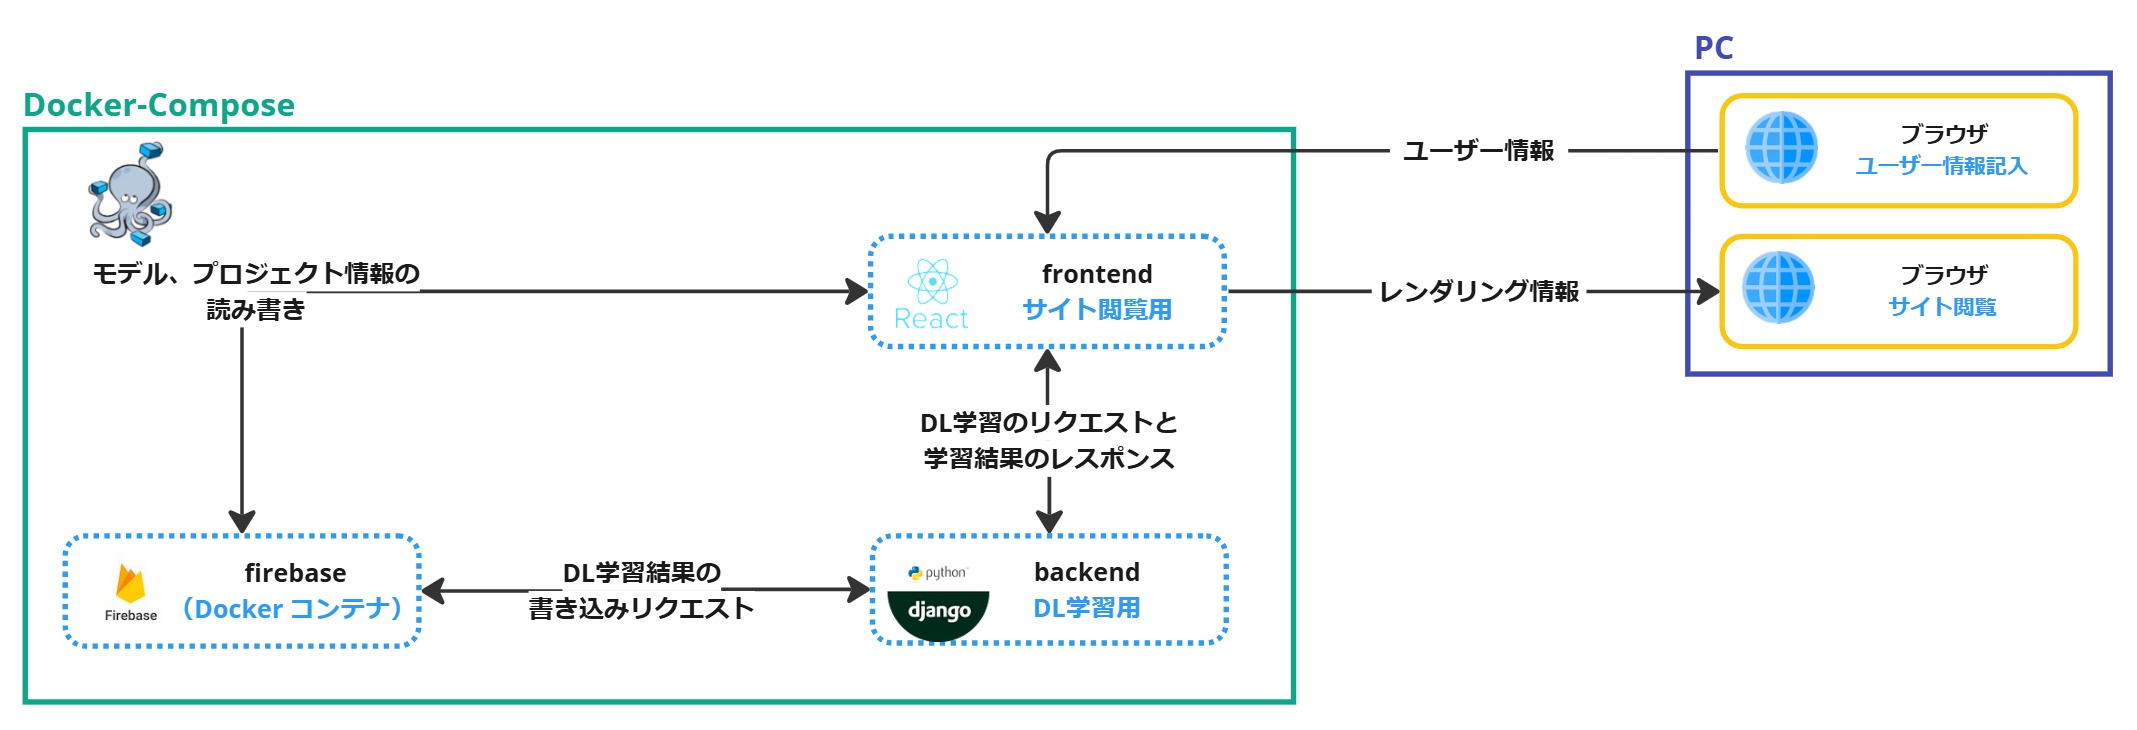 PC
Docker-Compose
ブラウザ
ユーザー情報記入
ユーザー情報
モデル、プロジェクト情報の
読み書き
React
frontend
サイト閲覧用
レンダリング情報
ブラウザ
サイト閲覧
DL学習のリクエストと
学習結果のレスポンス
Firebase
firebase
（Docker コンテナ）
DL学習結果の
書き込みリクエスト
python
django
backend
DL学習用